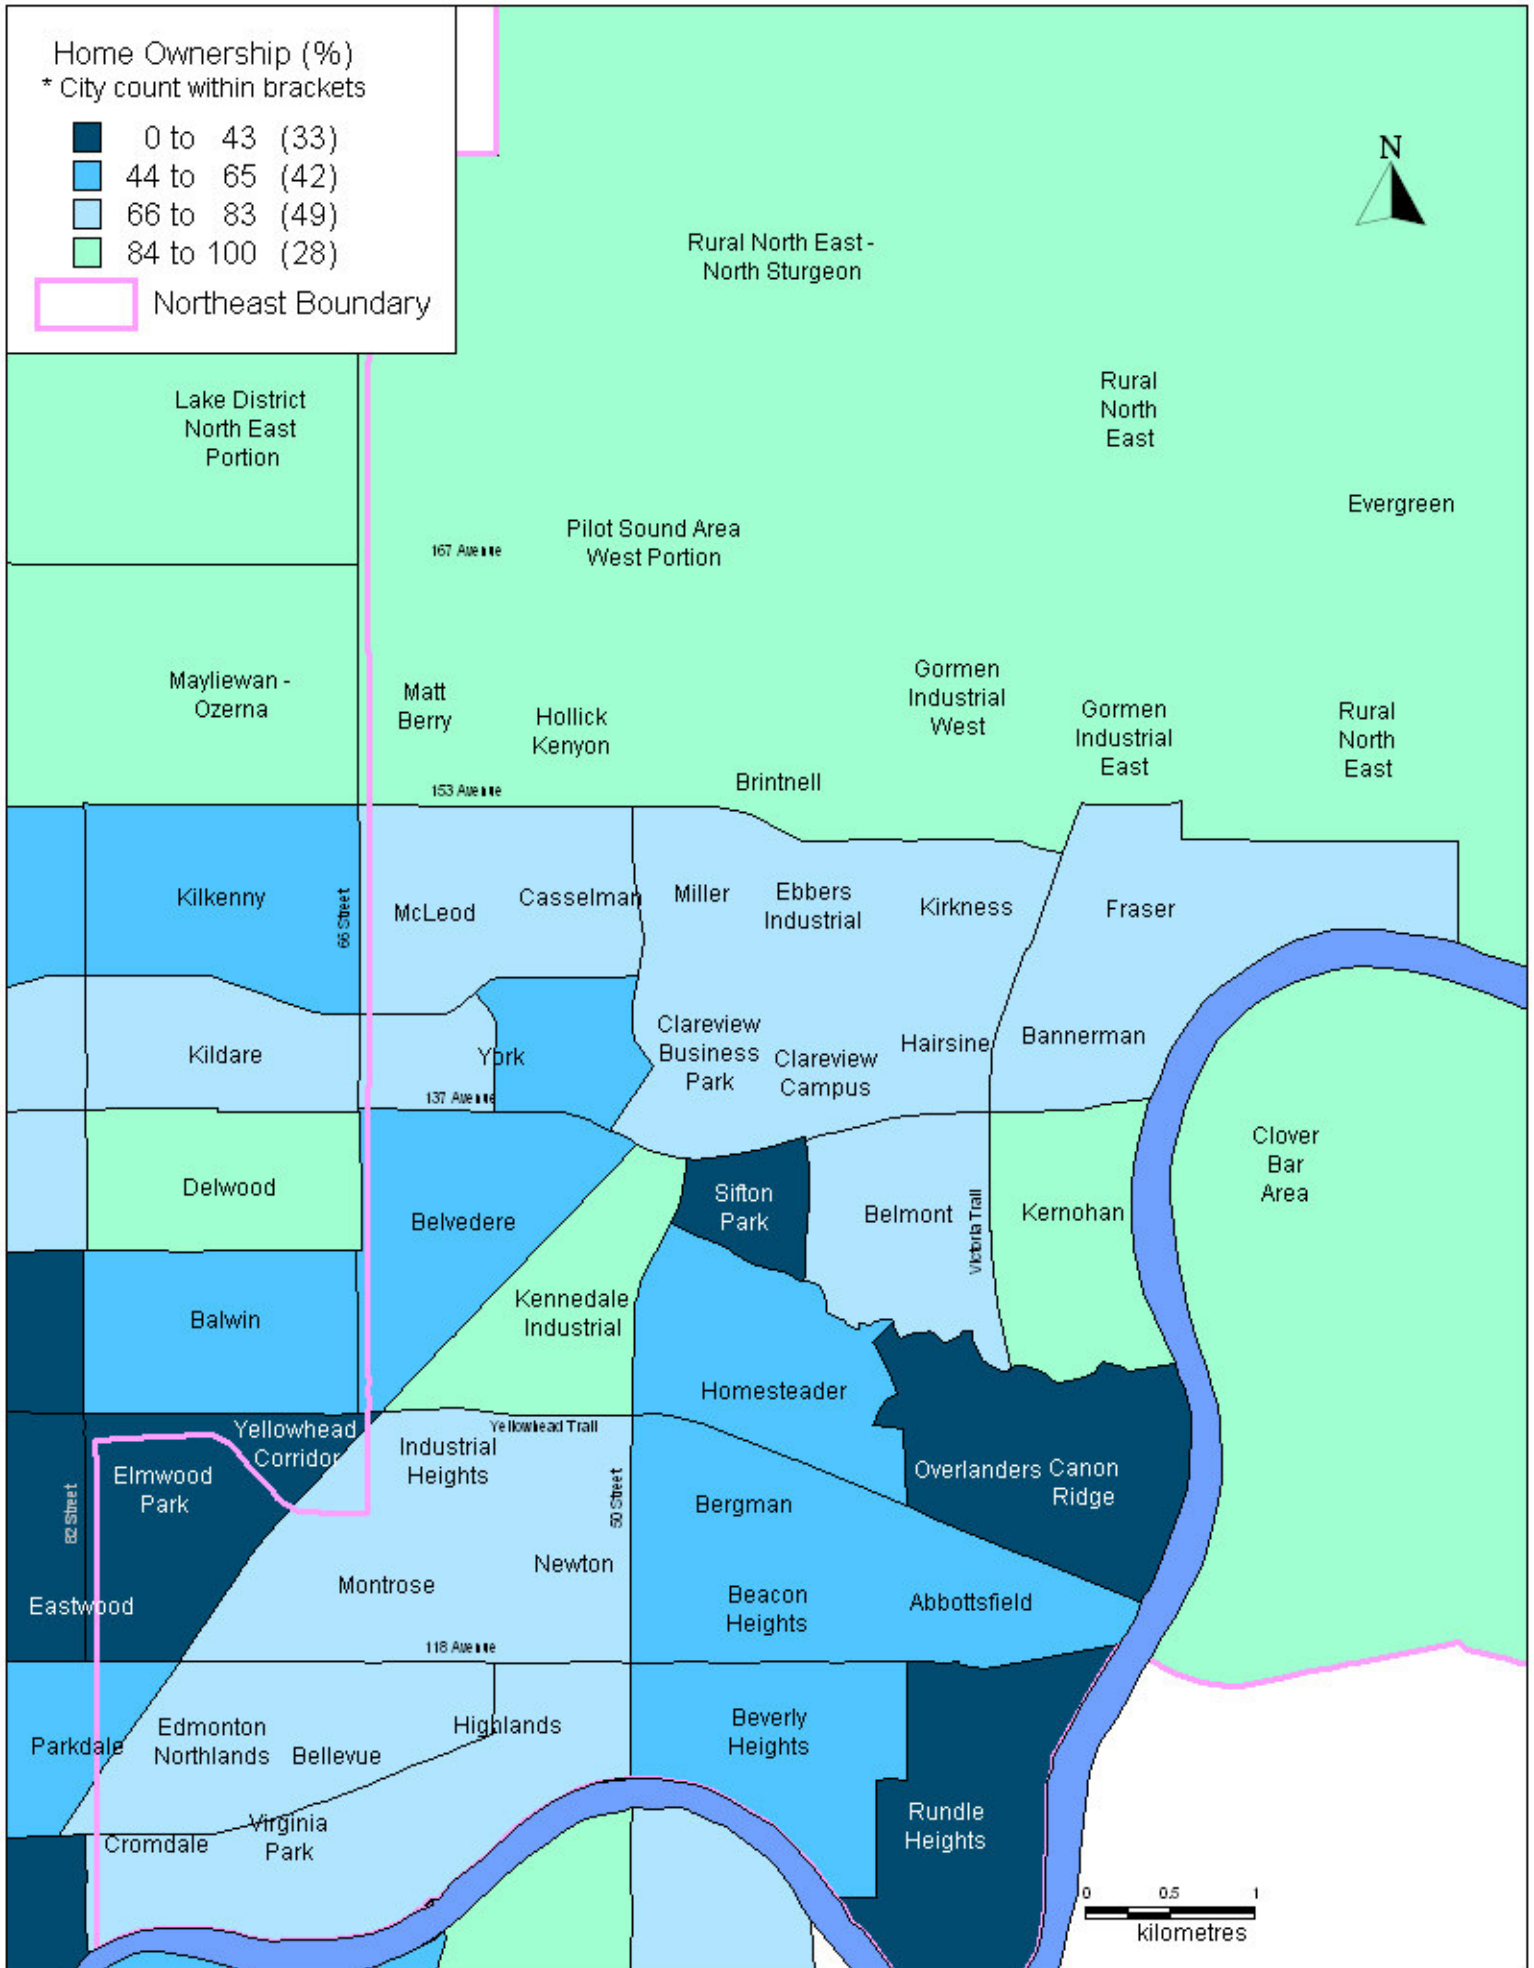 Home Ownership (%)
* City count within brackets
0 to 43 (33)
44 to 65 (42)
66 to 83 (49)
84 to 100 (28)
Northeast Boundary
N
Rural North East -
North Sturgeon
Lake District
North East
Portion
Rural
North
East
Evergreen
167 Avenue
Pilot Sound Area
West Portion
Mayliewan -
Ozerna
Matt
Berry
Hollick
Kenyon
Gormen
Industrial
West
Gormen
Industrial
East
Rural
North
East
Brintnell
153 Avenue
Kilkenny
66 Street
McLeod
Casselman
Miller
Ebbers
Industrial
Kirkness
Fraser
Kildare
York
Clareview
Business
Park
Clareview
Campus
Hairsine
Bannerman
137 Avenue
Delwood
Belvedere
Sifton
Park
Belmont
Victoria Trail
Kernohan
Clover
Bar
Area
Balwin
Kennedale
Industrial
Homesteader
Yellowhead
Corridor
Yellowhead Trail
Industrial
Heights
Elmwood
Park
82 Street
50 Street
Bergman
Overlanders
Canon
Ridge
Eastwood
Montrose
Newton
Beacon
Heights
Abbottsfield
118 Avenue
Parkdale
Edmonton
Northlands
Bellevue
Highlands
Beverly
Heights
Cromdale
Virginia
Park
Rundle
Heights
0 0.5 1
kilometres